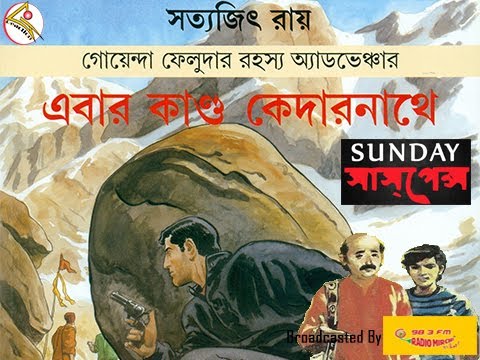 সত্যজিৎ রায়
গোয়েন্দা ফেলুদার রহস্য অ্যাডভেঞ্চার
এবার কাণ্ড কেদারনাথে
SUNDAY
সাসপেন্স
Broadcasted By
98.3 FM
RADIO MIRCHI